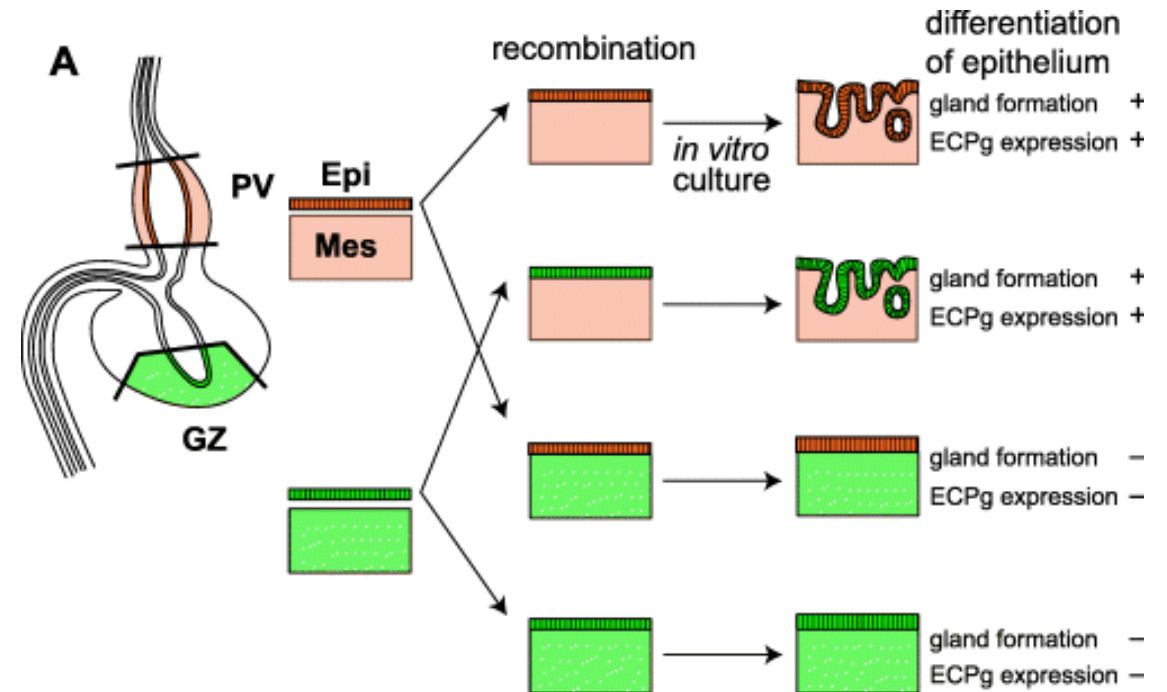 A
recombination
differentiation
of epithelium
gland formation +
ECPg expression +
in vitro
culture
PV
Epi
Mes
gland formation +
ECPg expression +
GZ
gland formation –
ECPg expression –
gland formation –
ECPg expression –